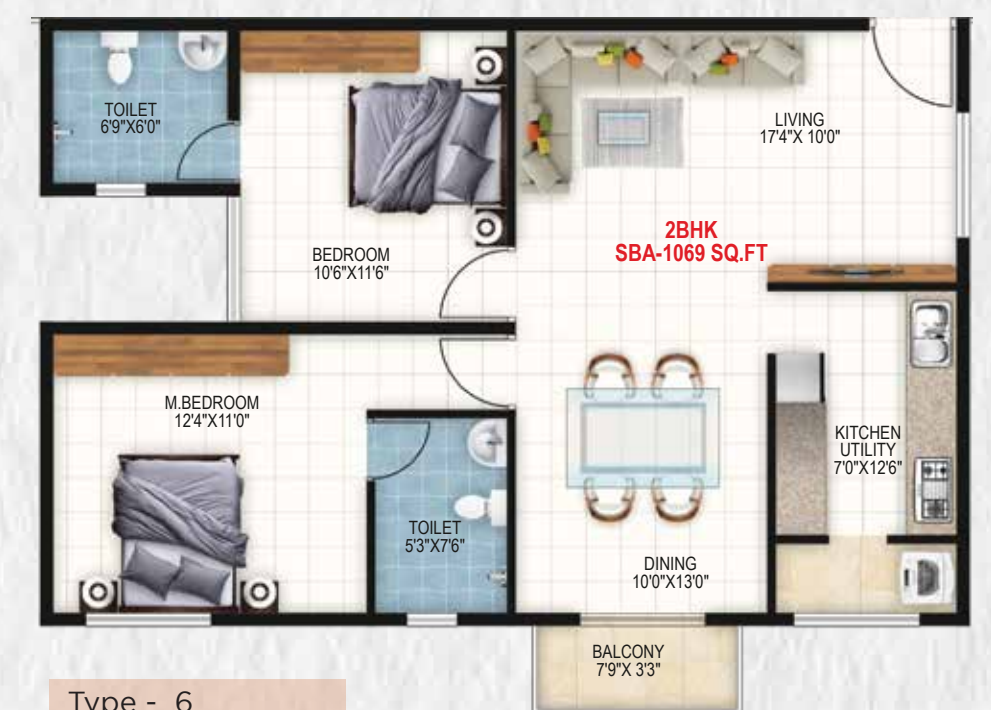 TOILET
6'9"X6'0"
LIVING
17'4"X 10'0"
2BHK
SBA-1069 SQ.FT
BEDROOM
10'6"X11'6"
M.BEDROOM
12'4"X11'0"
KITCHEN
UTILITY
7'0"X12'6"
TOILET
5'3"X7'6"
DINING
10'0"X13'0"
BALCONY
7'9"X 3'3"
Type - 6